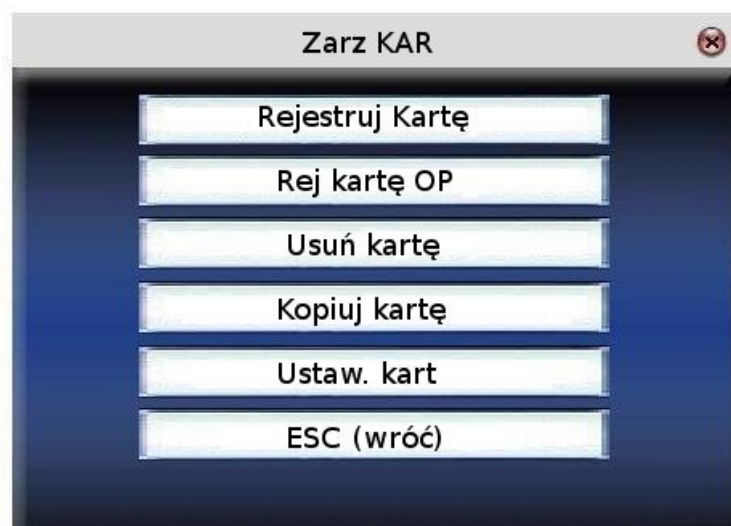 Zarz KAR
Rejestruj Kartę
Rej kartę OP
Usuń kartę
Kopiuj kartę
Ustaw. kart
ESC (wróć)